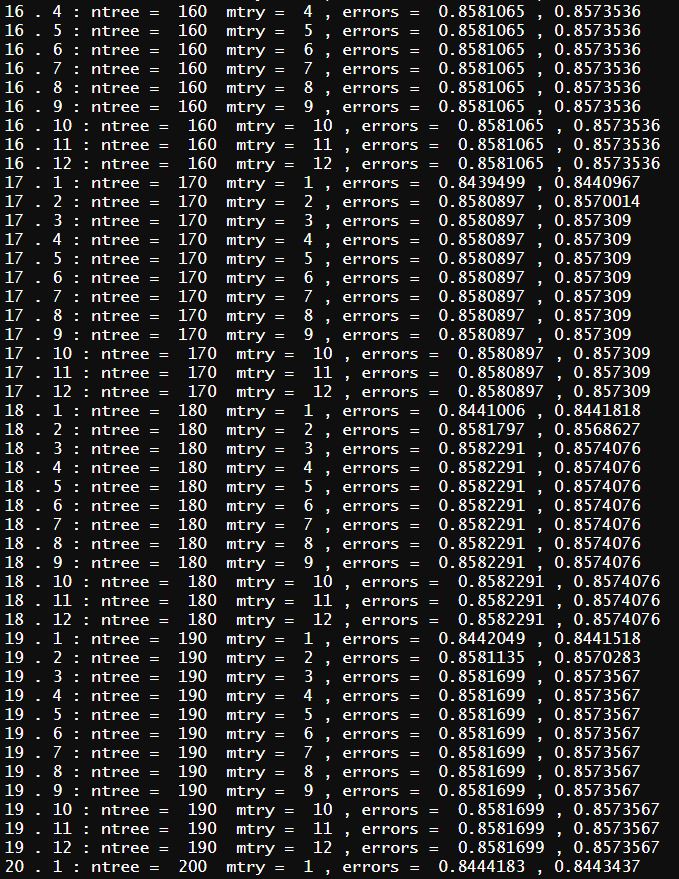 16 . 4 : ntree =  160  mtry =  4 , errors =  0.8581065 , 0.8573536
16 . 5 : ntree =  160  mtry =  5 , errors =  0.8581065 , 0.8573536
16 . 6 : ntree =  160  mtry =  6 , errors =  0.8581065 , 0.8573536
16 . 7 : ntree =  160  mtry =  7 , errors =  0.8581065 , 0.8573536
16 . 8 : ntree =  160  mtry =  8 , errors =  0.8581065 , 0.8573536
16 . 9 : ntree =  160  mtry =  9 , errors =  0.8581065 , 0.8573536
16 . 10 : ntree =  160  mtry =  10 , errors =  0.8581065 , 0.8573536
16 . 11 : ntree =  160  mtry =  11 , errors =  0.8581065 , 0.8573536
16 . 12 : ntree =  160  mtry =  12 , errors =  0.8581065 , 0.8573536
17 . 1 : ntree =  170  mtry =  1 , errors =  0.8439499 , 0.8440967
17 . 2 : ntree =  170  mtry =  2 , errors =  0.8580897 , 0.8570014
17 . 3 : ntree =  170  mtry =  3 , errors =  0.8580897 , 0.857309
17 . 4 : ntree =  170  mtry =  4 , errors =  0.8580897 , 0.857309
17 . 5 : ntree =  170  mtry =  5 , errors =  0.8580897 , 0.857309
17 . 6 : ntree =  170  mtry =  6 , errors =  0.8580897 , 0.857309
17 . 7 : ntree =  170  mtry =  7 , errors =  0.8580897 , 0.857309
17 . 8 : ntree =  170  mtry =  8 , errors =  0.8580897 , 0.857309
17 . 9 : ntree =  170  mtry =  9 , errors =  0.8580897 , 0.857309
17 . 10 : ntree =  170  mtry =  10 , errors =  0.8580897 , 0.857309
17 . 11 : ntree =  170  mtry =  11 , errors =  0.8580897 , 0.857309
17 . 12 : ntree =  170  mtry =  12 , errors =  0.8580897 , 0.857309
18 . 1 : ntree =  180  mtry =  1 , errors =  0.8441006 , 0.8441818
18 . 2 : ntree =  180  mtry =  2 , errors =  0.8581797 , 0.8568627
18 . 3 : ntree =  180  mtry =  3 , errors =  0.8582291 , 0.8574076
18 . 4 : ntree =  180  mtry =  4 , errors =  0.8582291 , 0.8574076
18 . 5 : ntree =  180  mtry =  5 , errors =  0.8582291 , 0.8574076
18 . 6 : ntree =  180  mtry =  6 , errors =  0.8582291 , 0.8574076
18 . 7 : ntree =  180  mtry =  7 , errors =  0.8582291 , 0.8574076
18 . 8 : ntree =  180  mtry =  8 , errors =  0.8582291 , 0.8574076
18 . 9 : ntree =  180  mtry =  9 , errors =  0.8582291 , 0.8574076
18 . 10 : ntree =  180  mtry =  10 , errors =  0.8582291 , 0.8574076
18 . 11 : ntree =  180  mtry =  11 , errors =  0.8582291 , 0.8574076
18 . 12 : ntree =  180  mtry =  12 , errors =  0.8582291 , 0.8574076
19 . 1 : ntree =  190  mtry =  1 , errors =  0.8442049 , 0.8441518
19 . 2 : ntree =  190  mtry =  2 , errors =  0.8581135 , 0.8570283
19 . 3 : ntree =  190  mtry =  3 , errors =  0.8581699 , 0.8573567
19 . 4 : ntree =  190  mtry =  4 , errors =  0.8581699 , 0.8573567
19 . 5 : ntree =  190  mtry =  5 , errors =  0.8581699 , 0.8573567
19 . 6 : ntree =  190  mtry =  6 , errors =  0.8581699 , 0.8573567
19 . 7 : ntree =  190  mtry =  7 , errors =  0.8581699 , 0.8573567
19 . 8 : ntree =  190  mtry =  8 , errors =  0.8581699 , 0.8573567
19 . 9 : ntree =  190  mtry =  9 , errors =  0.8581699 , 0.8573567
19 . 10 : ntree =  190  mtry =  10 , errors =  0.8581699 , 0.8573567
19 . 11 : ntree =  190  mtry =  11 , errors =  0.8581699 , 0.8573567
19 . 12 : ntree =  190  mtry =  12 , errors =  0.8581699 , 0.8573567
20 . 1 : ntree =  200  mtry =  1 , errors =  0.8444183 , 0.8443437